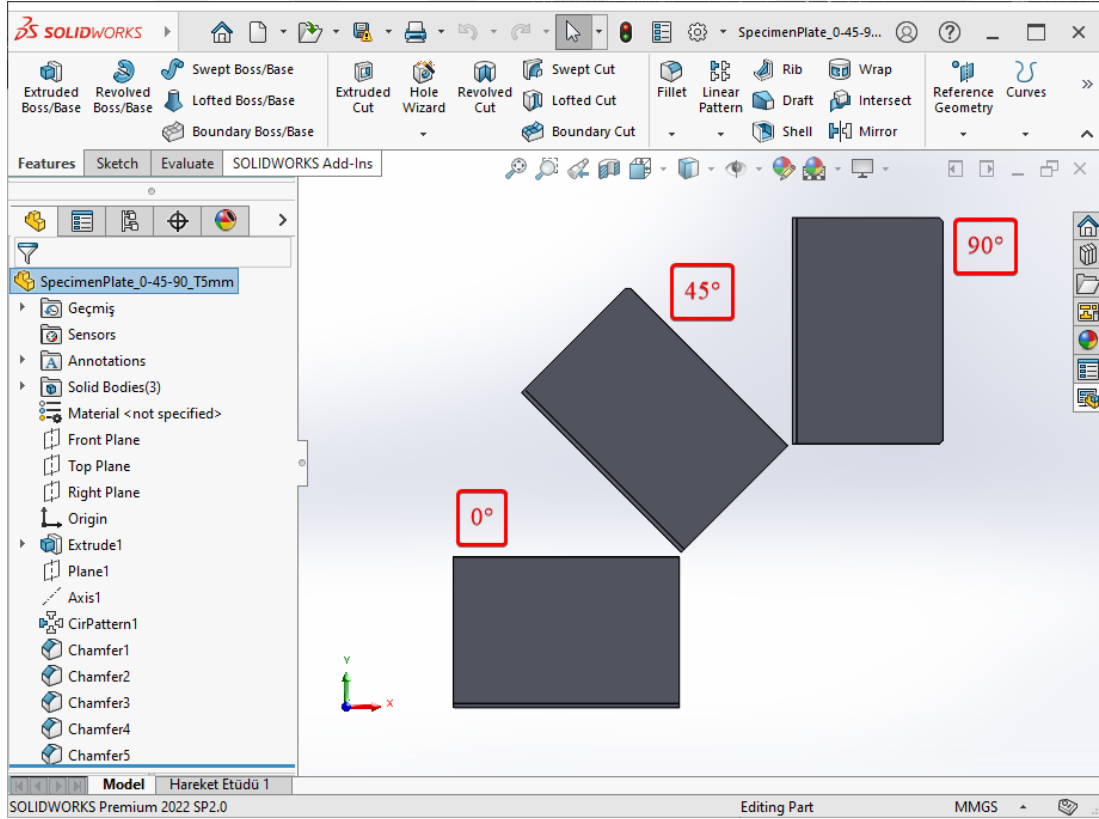 SOLIDWORKS
SpecimenPlate_0-45-9...
Extruded Boss/Base
Revolved Boss/Base
Swept Boss/Base
Lofted Boss/Base
Boundary Boss/Base
Extruded Cut
Hole Wizard
Revolved Cut
Swept Cut
Lofted Cut
Boundary Cut
Fillet
Linear Pattern
Rib
Draft
Shell
Wrap
Intersect
Mirror
Reference Geometry
Curves
Features
Sketch
Evaluate
SOLIDWORKS Add-Ins
SpecimenPlate_0-45-90_T5mm
Geçmiş
Sensors
Annotations
Solid Bodies(3)
Material <not specified>
Front Plane
Top Plane
Right Plane
Origin
Extrude1
Plane1
Axis1
CirPattern1
Chamfer1
Chamfer2
Chamfer3
Chamfer4
Chamfer5
90°
45°
0°
Y
X
Model
Hareket Etüdü 1
SOLIDWORKS Premium 2022 SP2.0
Editing Part
MMGS